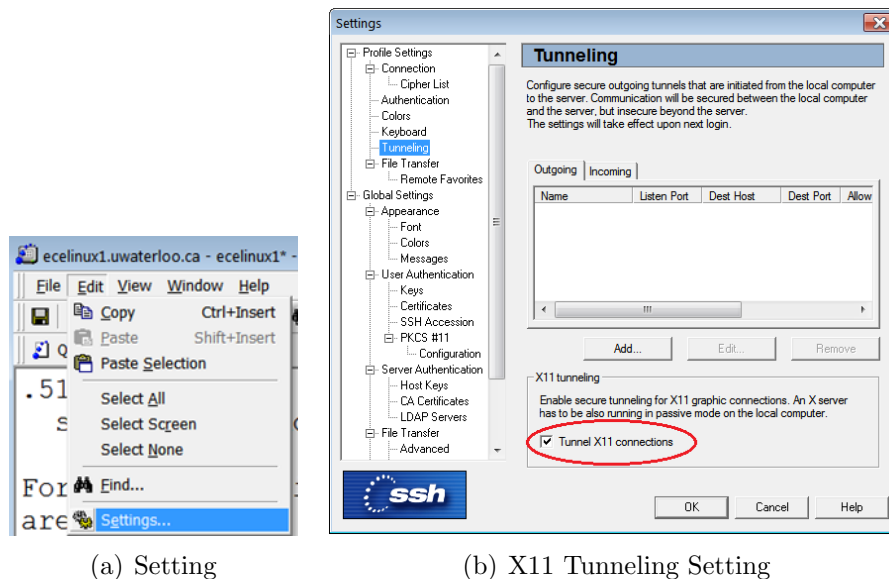 ecelinux1.uwaterloo.ca - ecelinux1* -
File Edit View Window Help
Copy Ctrl+Insert
Paste Shift+Insert
Paste Selection
Select All
Select Screen
Select None
Find...
Settings...
Q
.51
s
For
are
(a) Setting
Settings
Profile Settings
Connection
Cipher List
Authentication
Colors
Keyboard
Tunneling
File Transfer
Remote Favorites
Global Settings
Appearance
Font
Colors
Messages
User Authentication
Keys
Certificates
SSH Accession
PKCS #11
Configuration
Server Authentication
Host Keys
CA Certificates
LDAP Servers
File Transfer
Advanced
ssh
Tunneling
Configure secure outgoing tunnels that are initiated from the local computer
to the server. Communication will be secured between the local computer
and the server, but insecure beyond the server.
The settings will take effect upon next login.
Outgoing Incoming
Name Listen Port Dest Host Dest Port Allow
Add... Edit... Remove
X11 tunneling
Enable secure tunneling for X11 graphic connections. An X server
has to be also running in passive mode on the local computer.
Tunnel X11 connections
OK Cancel Help
(b) X11 Tunneling Setting